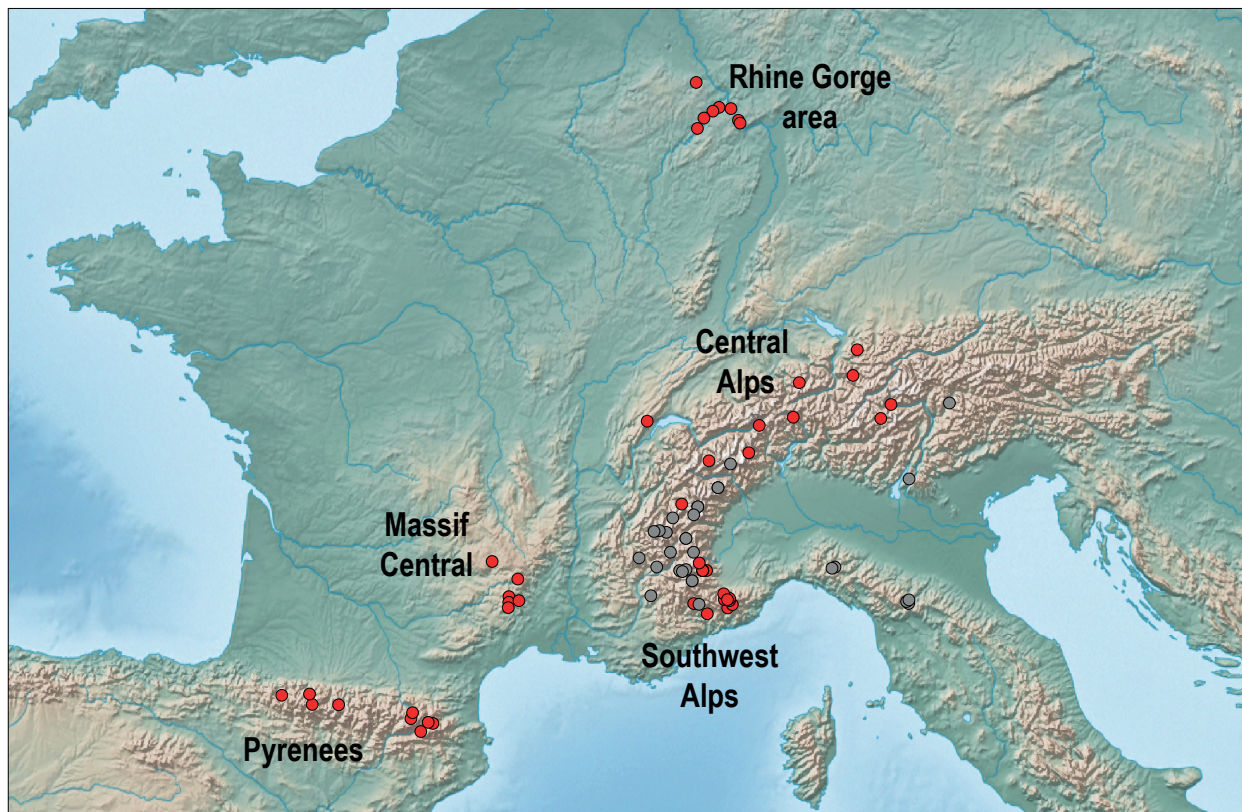 Rhine Gorge
area
Central
Alps
Massif
Central
Southwest
Alps
Pyrenees